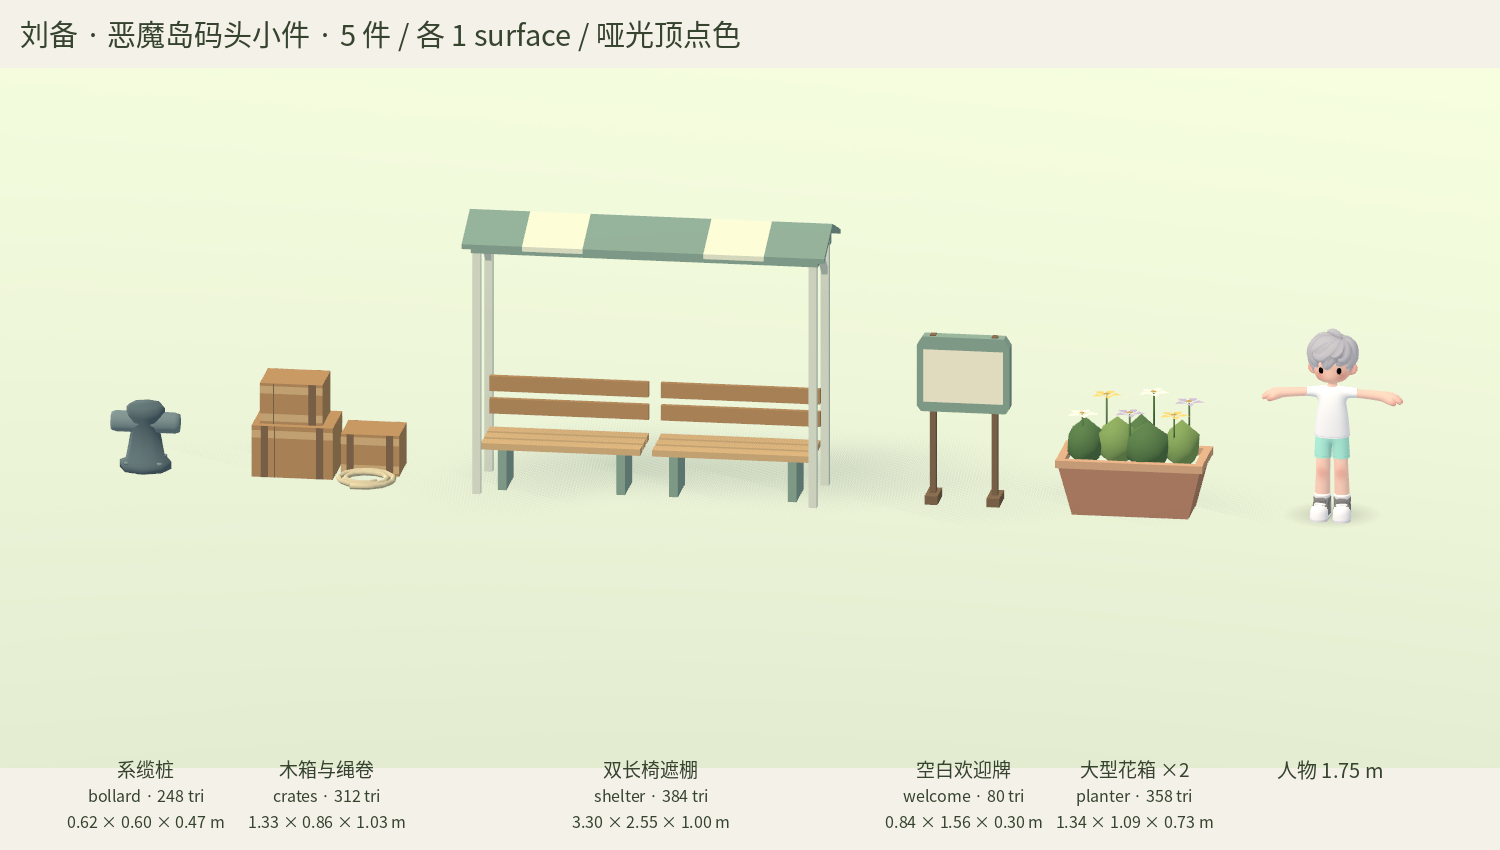 刘备 · 恶魔岛码头小件 · 5 件 / 各 1 surface / 哑光顶点色
系缆桩
bollard · 248 tri
0.62 × 0.60 × 0.47 m
木箱与绳卷
crates · 312 tri
1.33 × 0.86 × 1.03 m
双长椅遮棚
shelter · 384 tri
3.30 × 2.55 × 1.00 m
空白欢迎牌
welcome · 80 tri
0.84 × 1.56 × 0.30 m
大型花箱 ×2
planter · 358 tri
1.34 × 1.09 × 0.73 m
人物 1.75 m